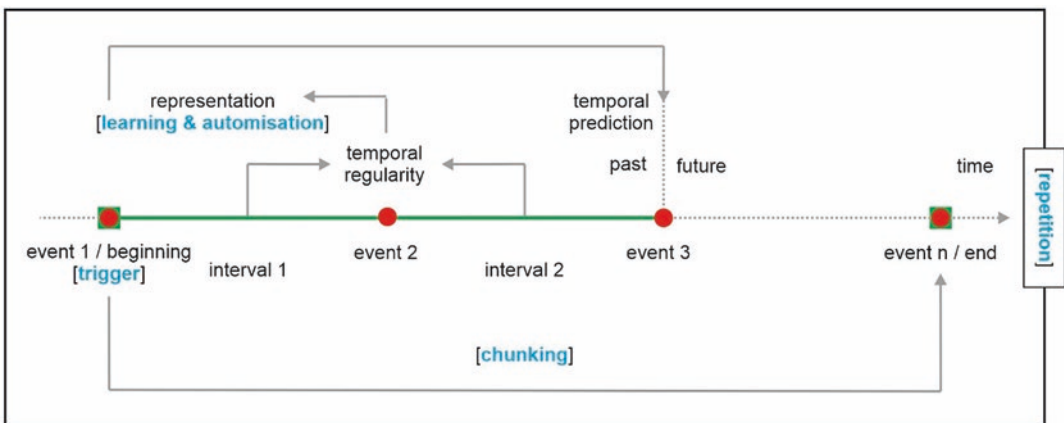 representation
[learning & automisation]
temporal
prediction
temporal
regularity
past
future
time
[repetition]
event 1 / beginning
[trigger]
interval 1
event 2
interval 2
event 3
event n / end
[chunking]